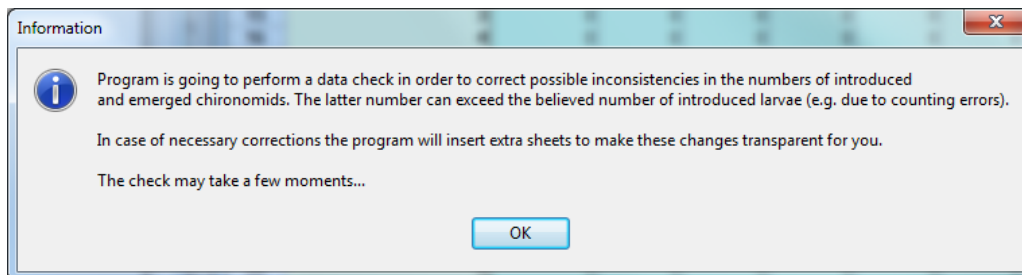 Information
Program is going to perform a data check in order to correct possible inconsistencies in the numbers of introduced
and emerged chironomids. The latter number can exceed the believed number of introduced larvae (e.g. due to counting errors).
In case of necessary corrections the program will insert extra sheets to make these changes transparent for you.
The check may take a few moments...
OK